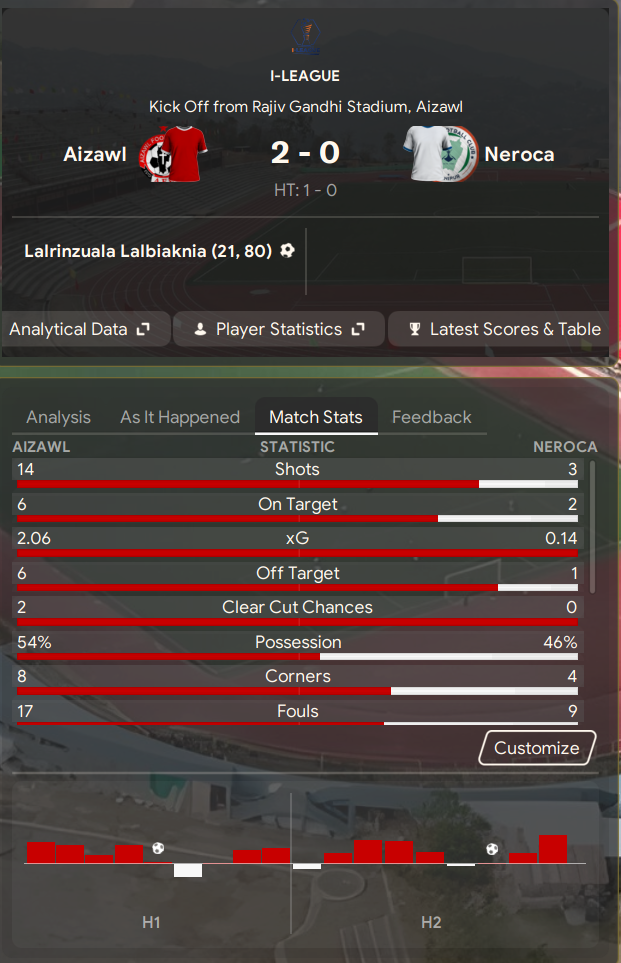 I-LEAGUE
Kick Off from Rajiv Gandhi Stadium, Aizawl
Aizawl 2 - 0 Neroca
HT: 1 - 0
Lalrinzuala Lalbiaknia (21, 80)
Analytical Data Player Statistics Latest Scores & Table
Analysis As It Happened Match Stats Feedback
AIZAWL STATISTIC NEROCA
14 Shots 3
6 On Target 2
2.06 xG 0.14
6 Off Target 1
2 Clear Cut Chances 0
54% Possession 46%
8 Corners 4
17 Fouls 9
Customize
H1 H2